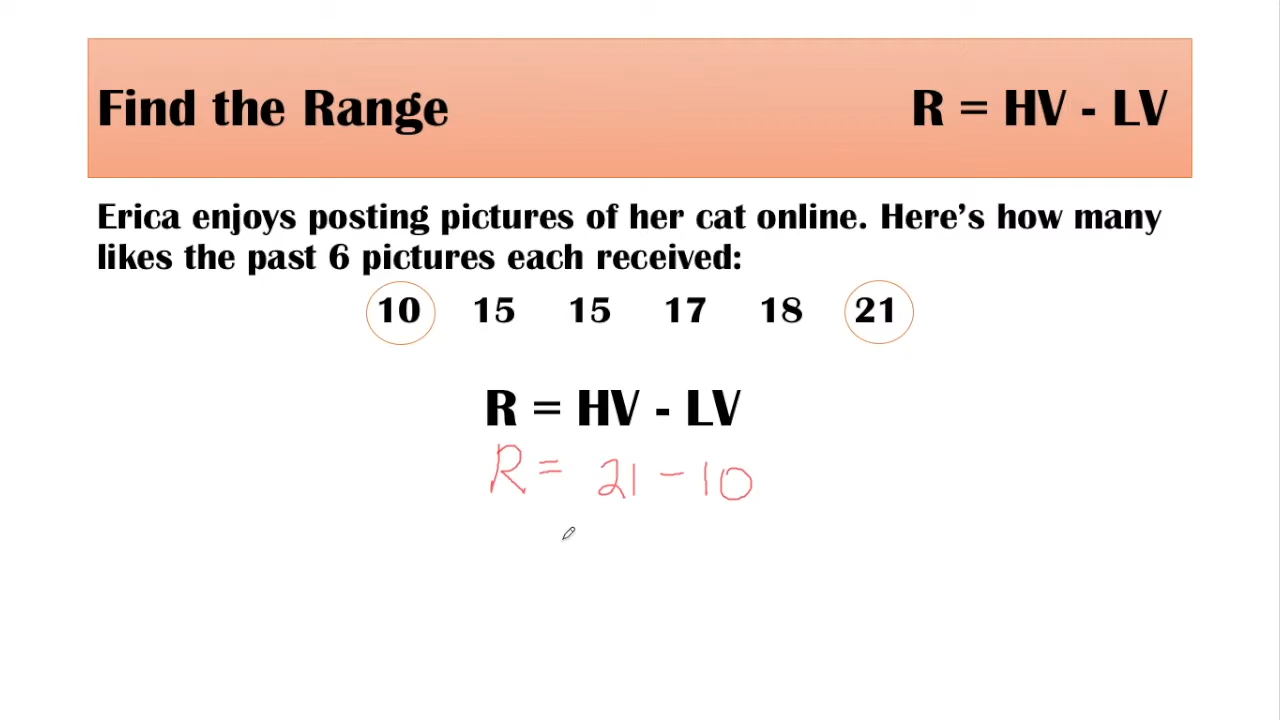 Find the Range R = HV - LV
Erica enjoys posting pictures of her cat online. Here’s how many
likes the past 6 pictures each received:
10 15 15 17 18 21
R = HV - LV
R = 21 - 10